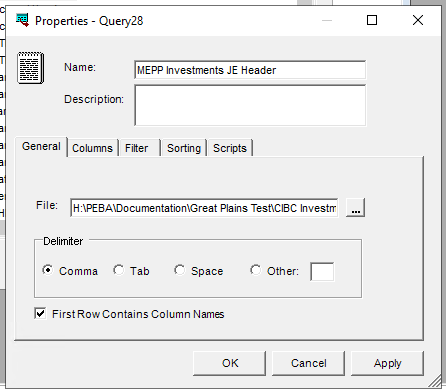 Properties - Query28
Name:
MEPP Investments JE Header
Description:
General Columns Filter Sorting Scripts
File:
H:\PEBA\Documentation\Great Plains Test\CIBC Investm
...
Delimiter
Comma Tab Space Other:
First Row Contains Column Names
OK Cancel Apply